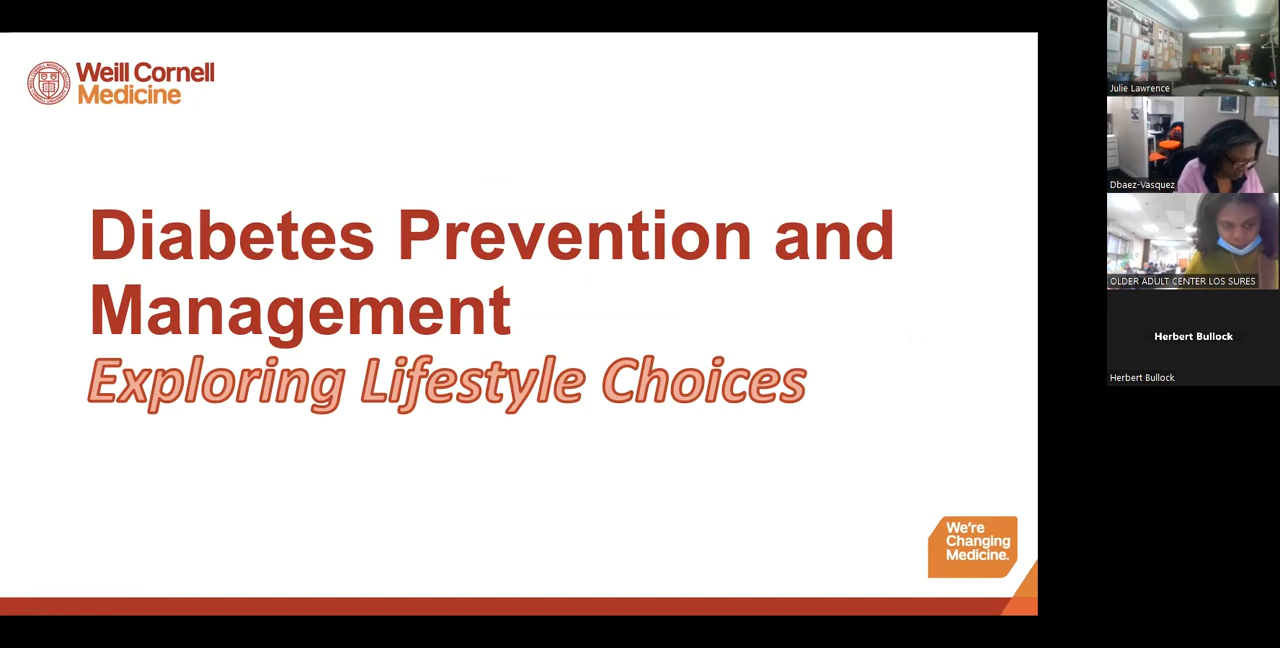 Weill Cornell
Medicine
Diabetes Prevention and
Management
Exploring Lifestyle Choices
We're
Changing
Medicine.
Julie Lawrence
Dbaez-Vasquez
OLDER ADULT CENTER LOS SURES
Herbert Bullock
Herbert Bullock